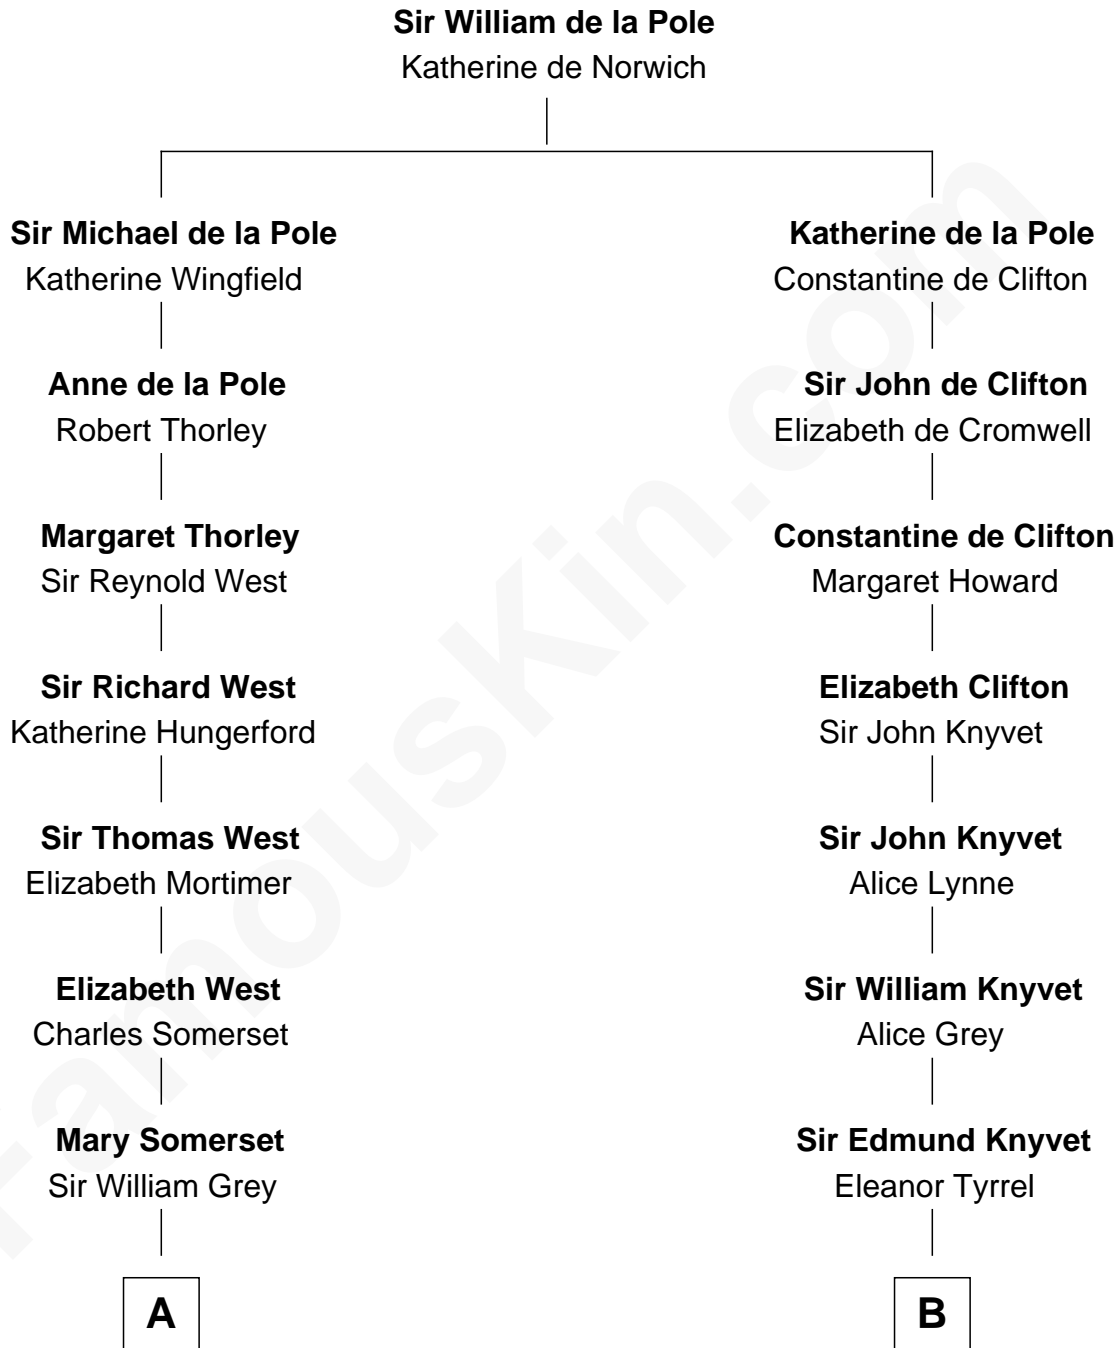 Sir William de la Pole
Katherine de Norwich
Sir Michael de la Pole
Katherine Wingfield
Katherine de la Pole
Constantine de Clifton
Anne de la Pole
Robert Thorley
Sir John de Clifton
Elizabeth de Cromwell
Margaret Thorley
Sir Reynold West
Constantine de Clifton
Margaret Howard
Sir Richard West
Katherine Hungerford
Elizabeth Clifton
Sir John Knyvet
Sir Thomas West
Elizabeth Mortimer
Sir John Knyvet
Alice Lynne
Elizabeth West
Charles Somerset
Sir William Knyvet
Alice Grey
Mary Somerset
Sir William Grey
Sir Edmund Knyvet
Eleanor Tyrrel
A
B
FamousKin.com